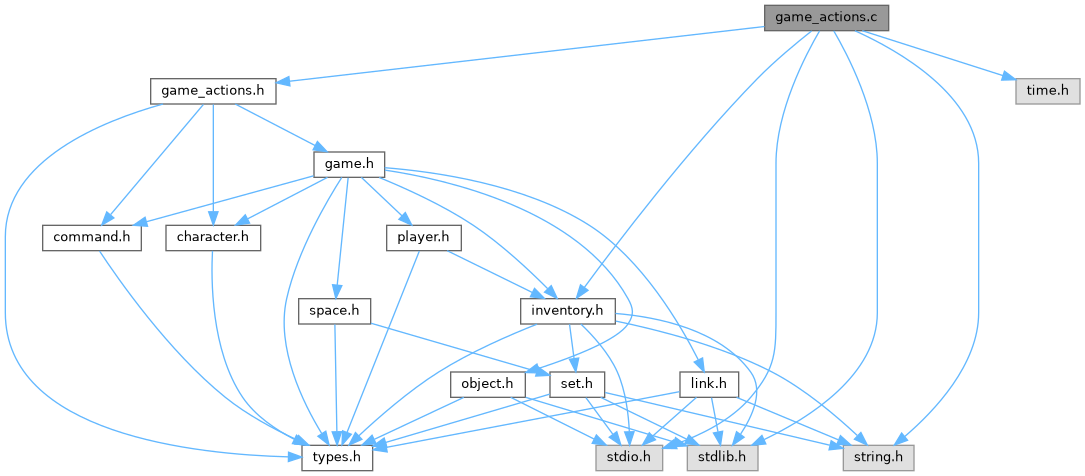 game_actions.c
game_actions.h
time.h
game.h
command.h
character.h
player.h
space.h
inventory.h
object.h
set.h
link.h
types.h
stdio.h
stdlib.h
string.h